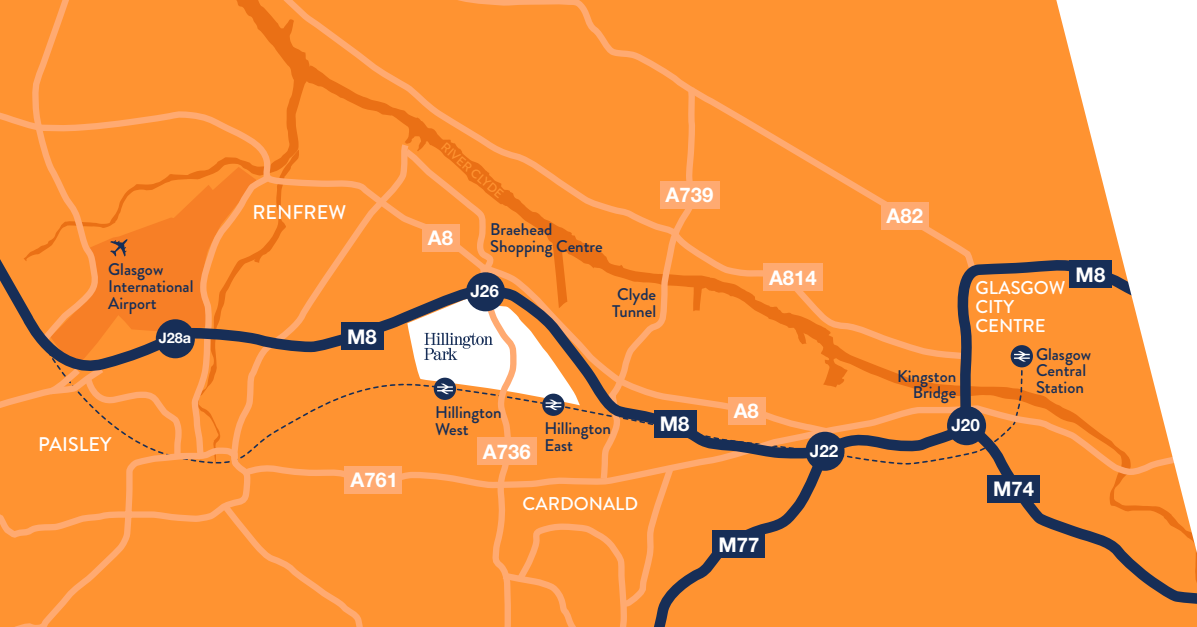 RIVER CLYDE
A739
RENFREW
A82
A8
Braehead
Shopping Centre
Glasgow
International
Airport
A814
M8
GLASGOW
CITY
CENTRE
J26
Clyde
Tunnel
J28a
M8
Hillington
Park
Glasgow
Central
Station
Kingston
Bridge
Hillington
West
A8
M8
Hillington
East
J20
PAISLEY
A736
J22
A761
M74
CARDONALD
M77